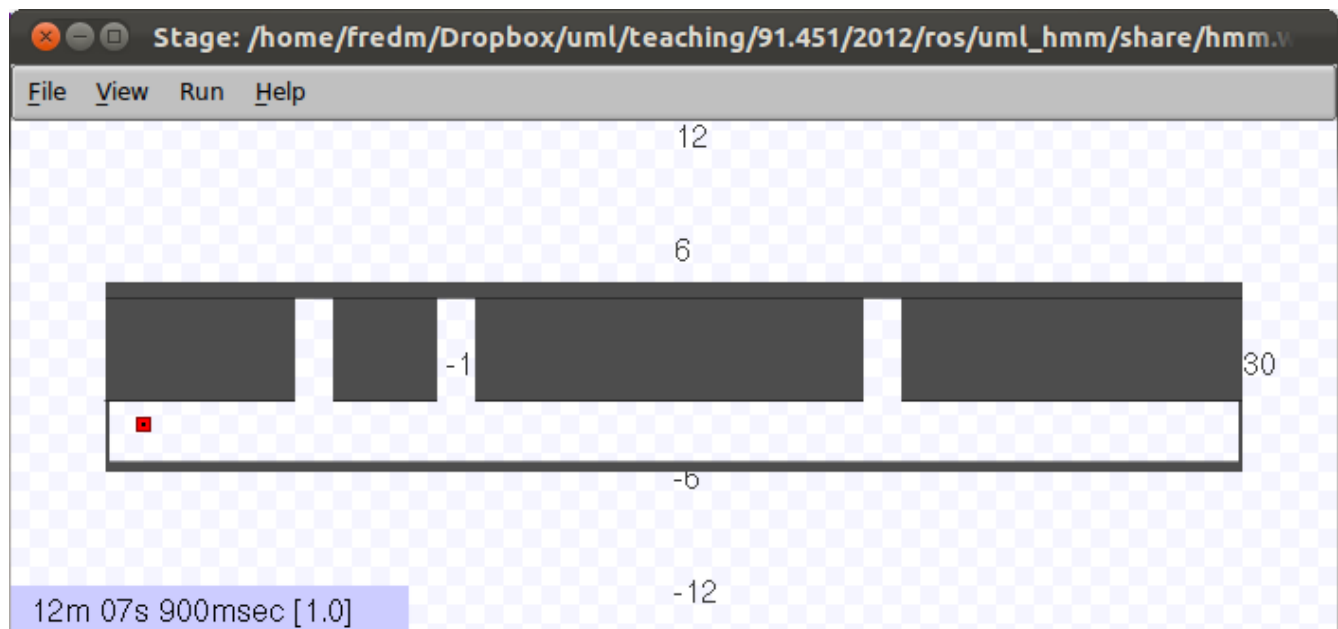 Stage: /home/fredm/Dropbox/uml/teaching/91.451/2012/ros/uml_hmm/share/hmm.w
File View Run Help
12
6
-1
30
-6
-12
12m 07s 900msec [1.0]